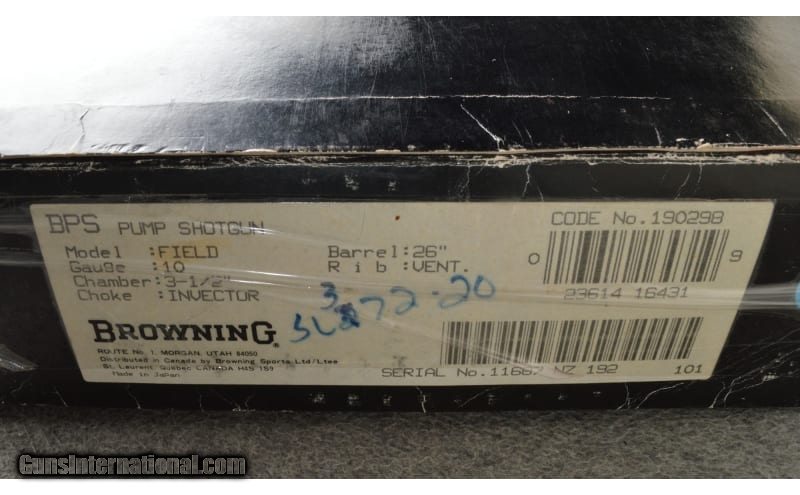 BPS PUMP SHOTGUN
CODE No.190298
Model :FIELD
Barrel:26"
Gauge :10
Rib :VENT.
Chamber:3-1/2"
Choke :INVECTOR
0 23614 16431 9
BROWNING
ROUTE No. 1, MORGAN, UTAH 84050
Distributed in Canada by Browning Sports Ltd/Ltee
St. Laurent, Québec CANADA H4S 1S9
Made in Japan
SERIAL No. NZ 192 101
GunsInternational.com